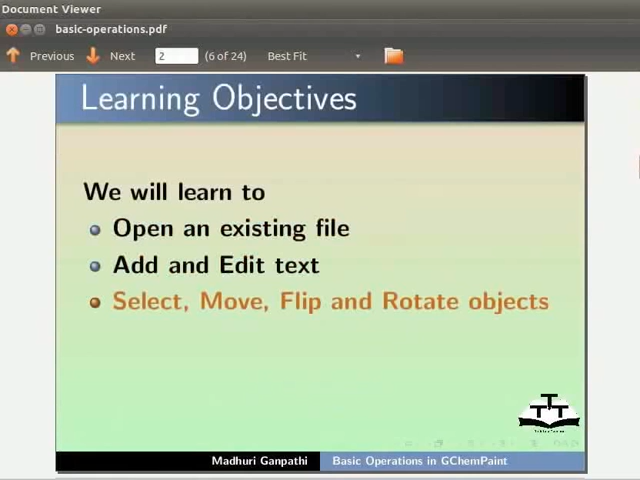 Document Viewer
basic-operations.pdf
Previous Next 2 (6 of 24) Best Fit
Learning Objectives
We will learn to
Open an existing file
Add and Edit text
Select, Move, Flip and Rotate objects
Madhuri Ganpathi Basic Operations in GChemPaint